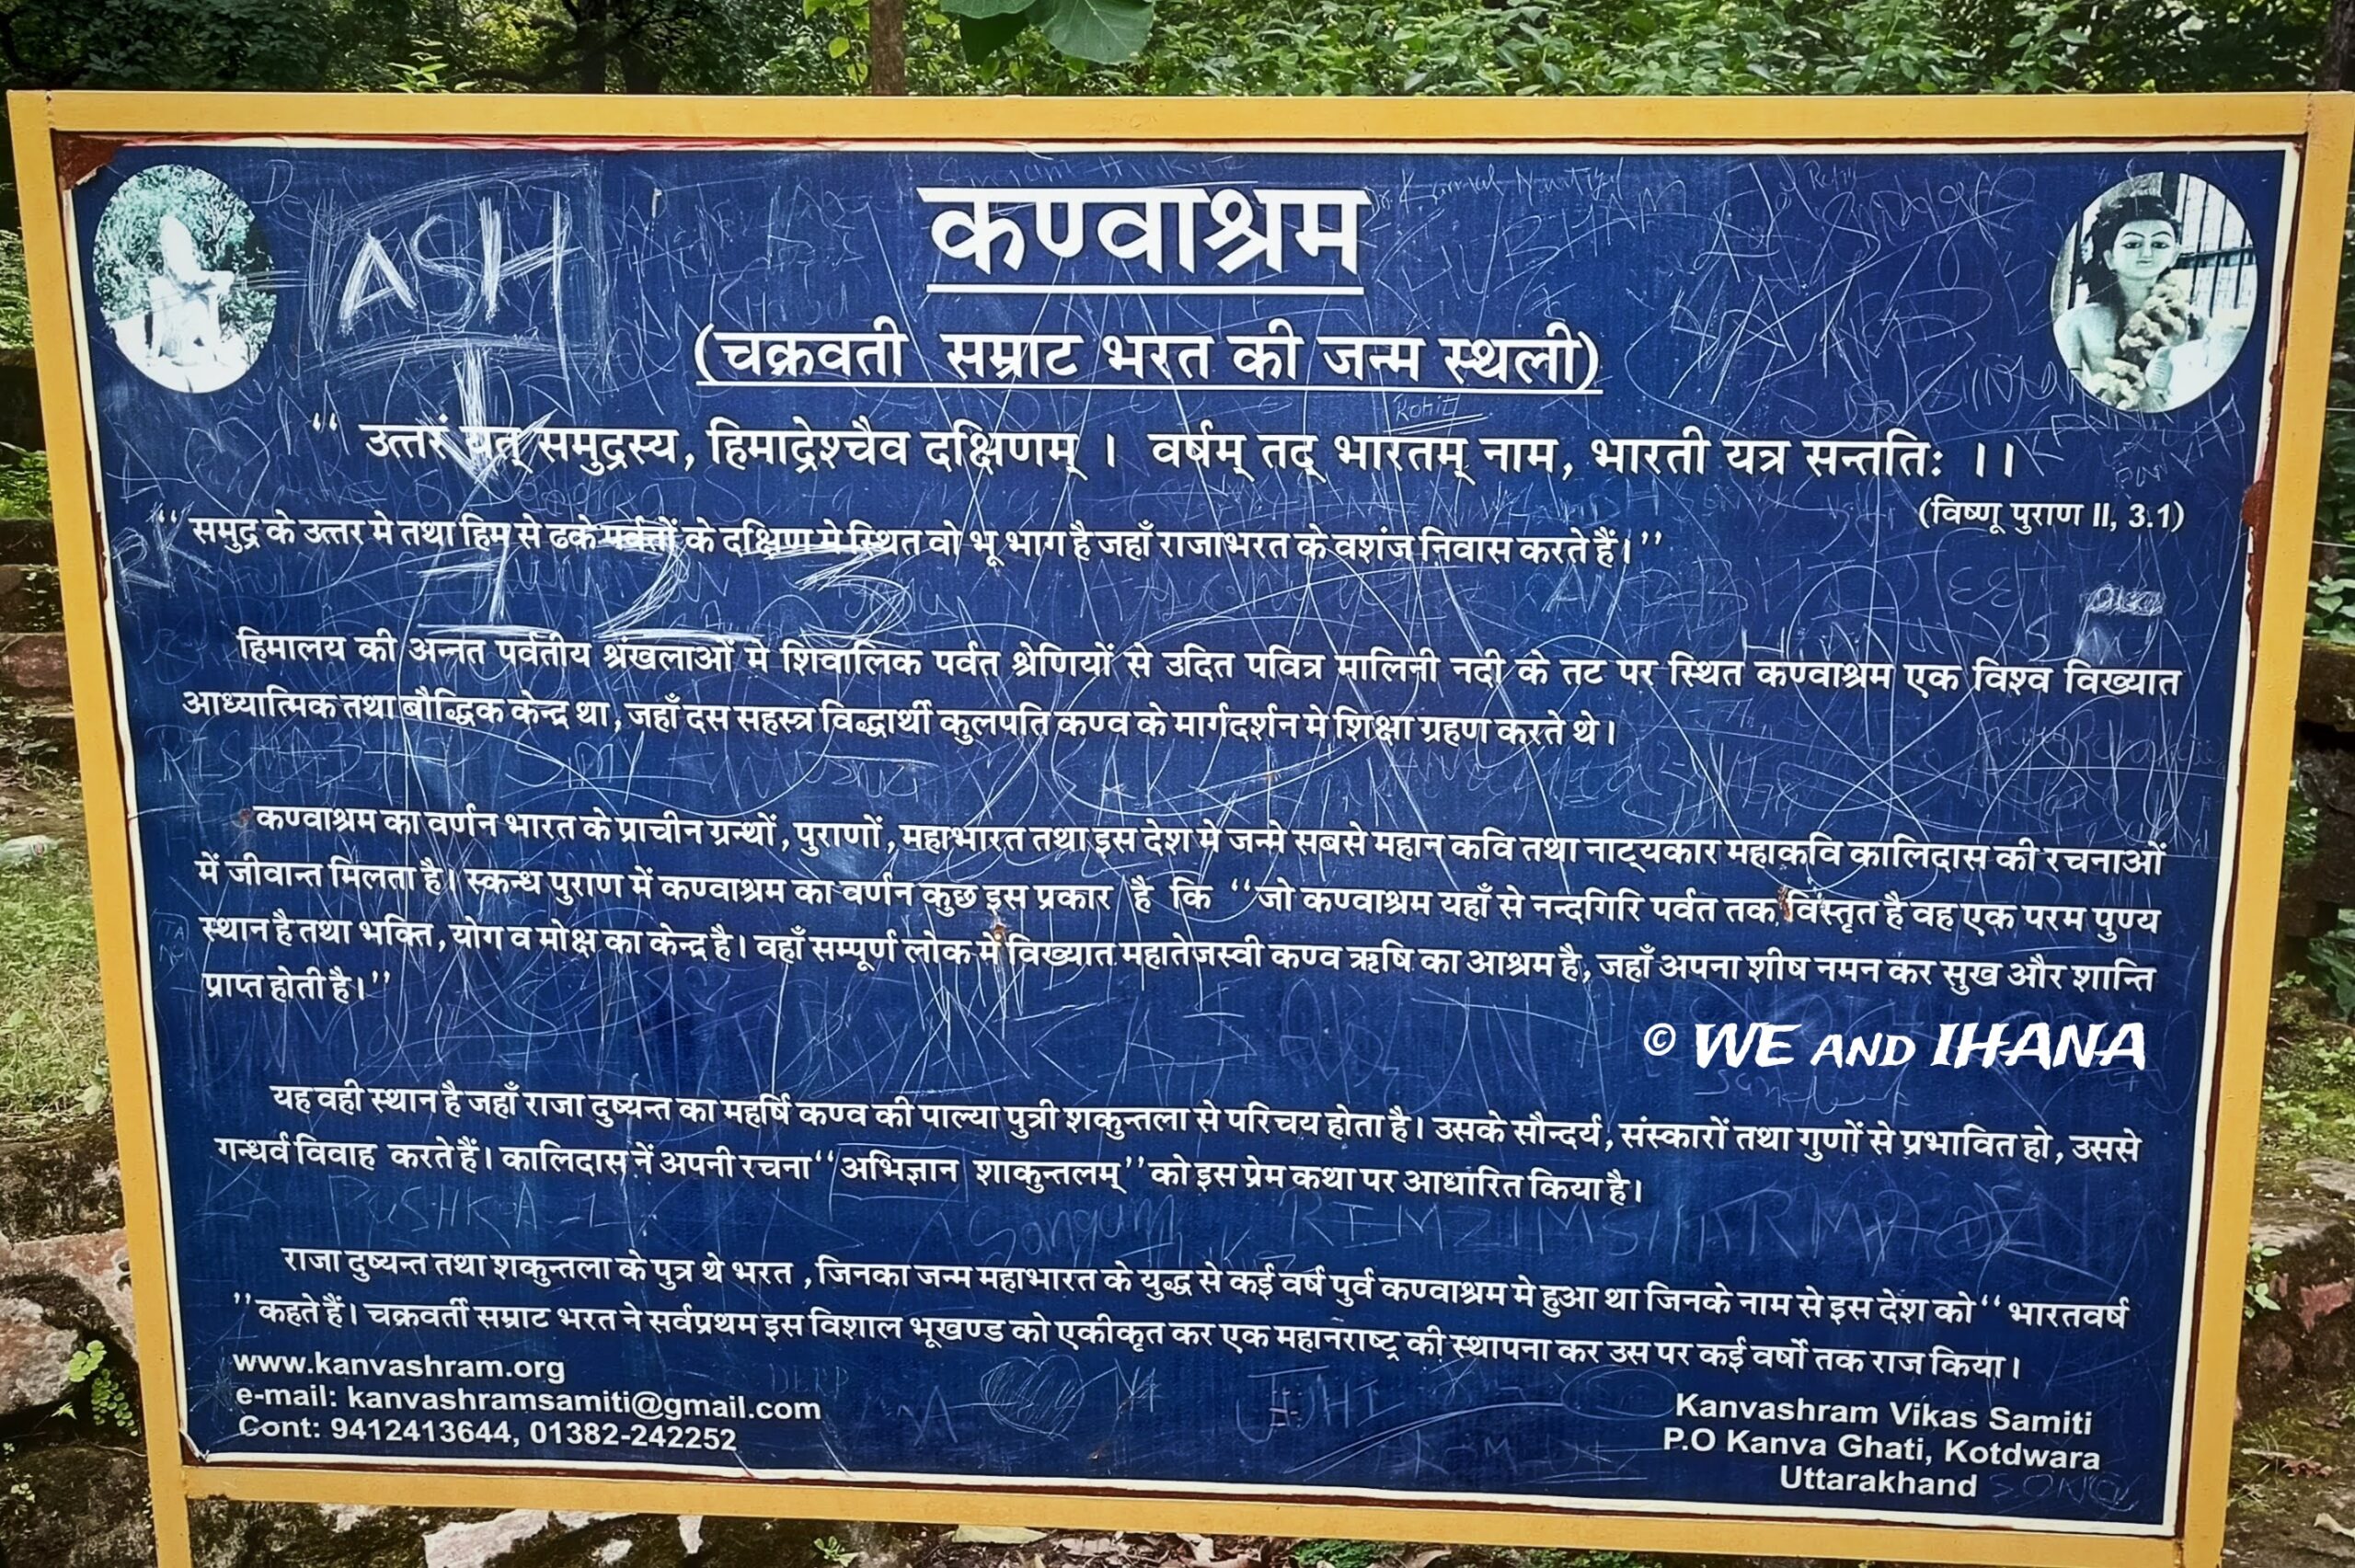 कण्वाश्रम
(चक्रवती सम्राट भरत की जन्म स्थली)
“ उत्तरं यत् समुद्रस्य, हिमाद्रेश्चैव दक्षिणम् । वर्षम् तद् भारतम् नाम, भारती यत्र सन्ततिः ।।
(विष्णू पुराण II, 3.1)
“ समुद्र के उत्तर मे तथा हिम से ढके पर्वतों के दक्षिण मे स्थित वो भू भाग है जहाँ राजाभरत के वशंज निवास करते हैं।”
हिमालय की अन्नत पर्वतीय श्रंखलाओं मे शिवालिक पर्वत श्रेणियों से उदित पवित्र मालिनी नदी के तट पर स्थित कण्वाश्रम एक विश्व विख्यात
आध्यात्मिक तथा बौद्धिक केन्द्र था, जहाँ दस सहस्त्र विद्धार्थी कुलपति कण्व के मार्गदर्शन मे शिक्षा ग्रहण करते थे।
कण्वाश्रम का वर्णन भारत के प्राचीन ग्रन्थों, पुराणों, महाभारत तथा इस देश मे जन्मे सबसे महान कवि तथा नाट्यकार महाकवि कालिदास की रचनाओं
में जीवान्त मिलता है। स्कन्ध पुराण में कण्वाश्रम का वर्णन कुछ इस प्रकार है कि “जो कण्वाश्रम यहाँ से नन्दगिरि पर्वत तक विस्तृत है वह एक परम पुण्य
स्थान है तथा भक्ति, योग व मोक्ष का केन्द्र है। वहाँ सम्पूर्ण लोक में विख्यात महातेजस्वी कण्व ऋषि का आश्रम है, जहाँ अपना शीष नमन कर सुख और शान्ति
प्राप्त होती है।”
© WE AND IHANA
यह वही स्थान है जहाँ राजा दुष्यन्त का महर्षि कण्व की पाल्या पुत्री शकुन्तला से परिचय होता है। उसके सौन्दर्य, संस्कारों तथा गुणों से प्रभावित हो, उससे
गन्धर्व विवाह करते हैं। कालिदास नें अपनी रचना “अभिज्ञान शाकुन्तलम्” को इस प्रेम कथा पर आधारित किया है।
राजा दुष्यन्त तथा शकुन्तला के पुत्र थे भरत, जिनका जन्म महाभारत के युद्ध से कई वर्ष पुर्व कण्वाश्रम मे हुआ था जिनके नाम से इस देश को “भारतवर्ष
” कहते हैं। चक्रवर्ती सम्राट भरत ने सर्वप्रथम इस विशाल भूखण्ड को एकीकृत कर एक महानराष्ट्र की स्थापना कर उस पर कई वर्षो तक राज किया।
www.kanvashram.org
e-mail: kanvashramsamiti@gmail.com
Cont: 9412413644, 01382-242252
Kanvashram Vikas Samiti
P.O Kanva Ghati, Kotdwara
Uttarakhand
ASH